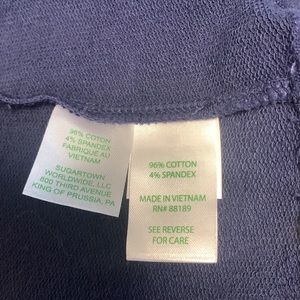 96% COTTON
4% SPANDEX
FABRIQUÉ AU
VIETNAM
SUGARTOWN
WORLDWIDE, LLC
800 THIRD AVENUE
KING OF PRUSSIA, PA
96% COTTON
4% SPANDEX
MADE IN VIETNAM
RN# 88189
SEE REVERSE
FOR CARE